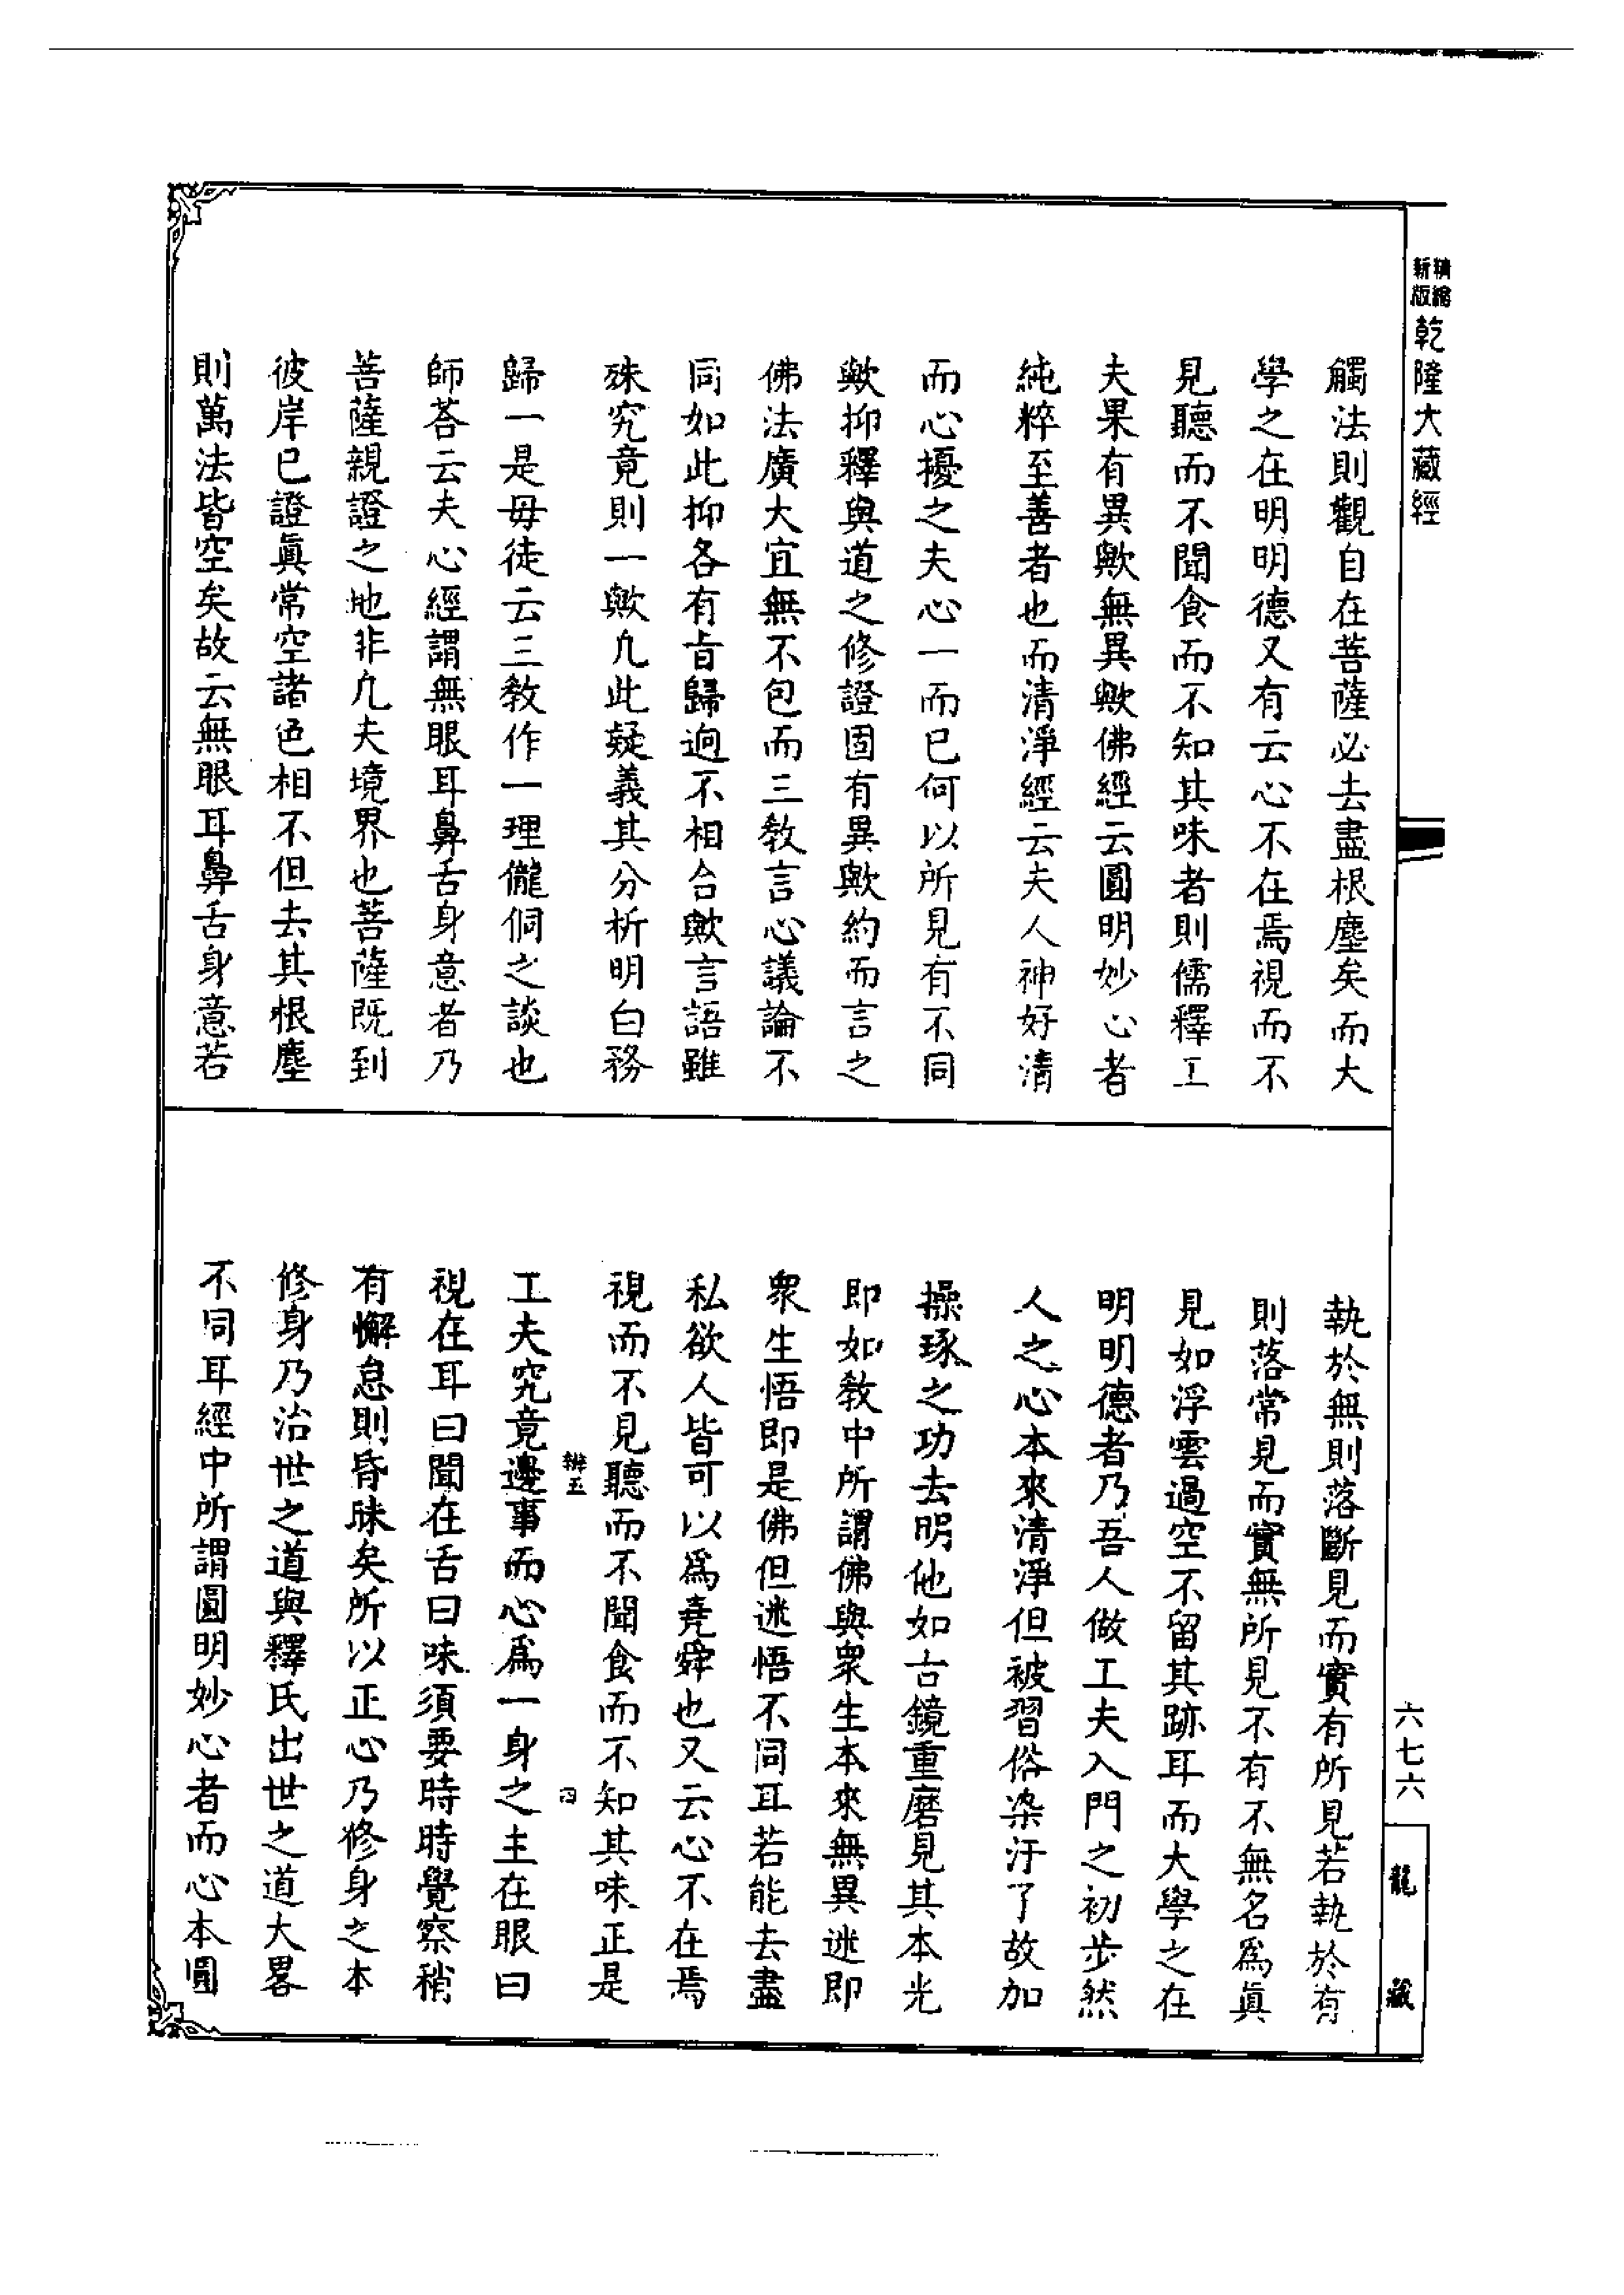 精縮新版乾隆大藏經
觸法則觀自在菩薩必去盡根塵矣而大
學之在明明德又有云心不在焉視而不
見聽而不聞食而不知其味者則儒釋工
夫果有異歟無異歟佛經云圓明妙心者
純粹至善者也而清淨經云夫人神好清
而心擾之夫心一而已何以所見有不同
歟抑釋與道之修證固有異歟約而言之
佛法廣大宜無不包而三教言心議論不
同如此抑各有旨歸逈不相合歟言語雖
殊究竟則一歟凢此疑義其分析明白務
歸一是毋徒云三教作一理儱侗之談也
師荅云夫心經謂無眼耳鼻舌身意者乃
菩薩親證之地非凢夫境界也菩薩既到
彼岸已證眞常空諸色相不但去其根塵
則萬法皆空矣故云無眼耳鼻舌身意若
執於無則落斷見而實有所見若執於有
則落常見而實無所見不有不無名爲眞
見如浮雲過空不留其跡耳而大學之在
明明德者乃吾人做工夫入門之初步然
人之心本來清淨但被習俗染汙了故加
操琢之功去明他如古鏡重磨見其本光
即如敎中所謂佛與衆生本來無異迷即
衆生悟即是佛但迷悟不同耳若能去盡
私欲人皆可以爲堯舜也又云心不在焉
視而不見聽而不聞食而不知其味正是
辦五
四
工夫究竟邊事而心爲一身之主在眼曰
視在耳曰聞在舌曰味須要時時覺察稍
有懈怠則昏昧矣所以正心乃修身之本
修身乃治世之道與釋氏出世之道大畧
不同耳經中所謂圓明妙心者而心本圓
六七六
龍藏